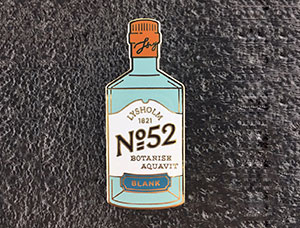 LYSHOLM
1821
No52
BOTANISK
AQUAVIT
BLANK